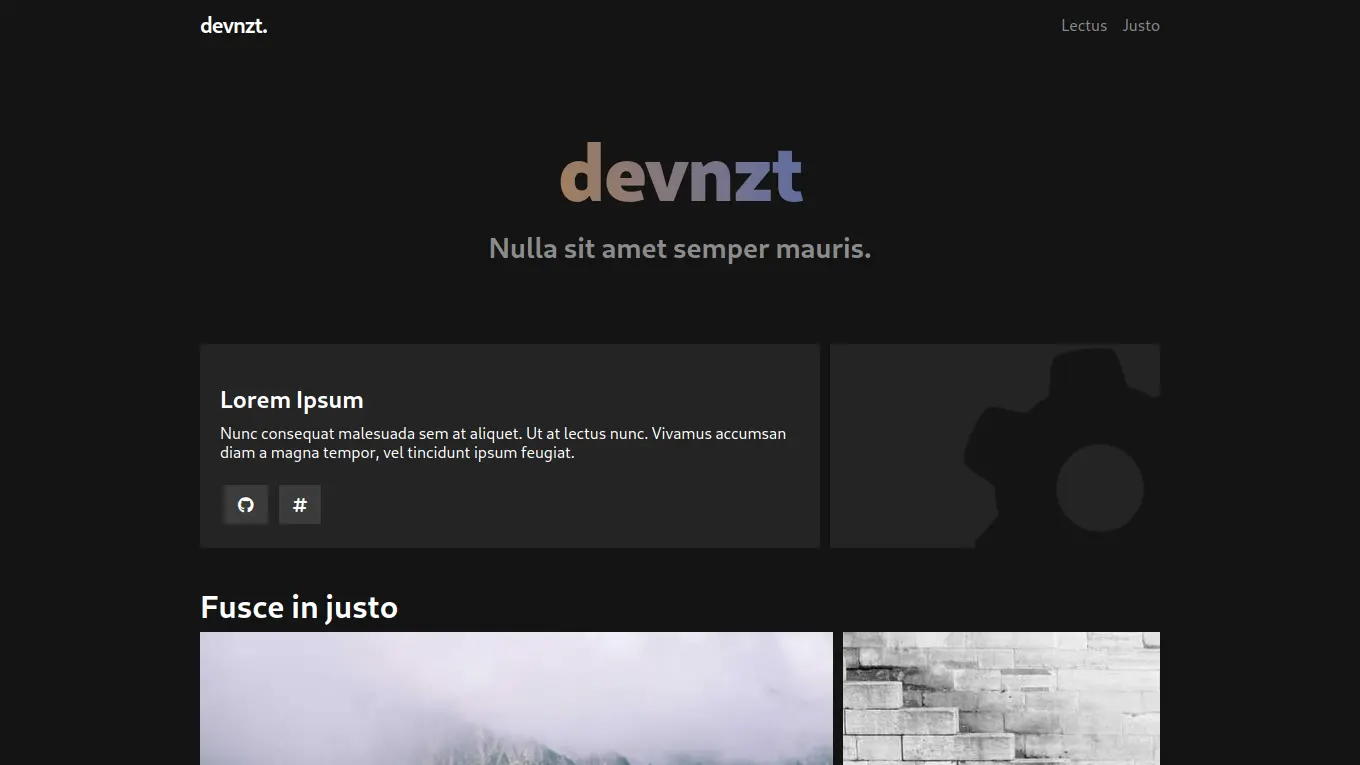 devnzt.
Lectus Justo
devnzt
Nulla sit amet semper mauris.
Lorem Ipsum
Nunc consequat malesuada sem at aliquet. Ut at lectus nunc. Vivamus accumsan
diam a magna tempor, vel tincidunt ipsum feugiat.
#
Fusce in justo